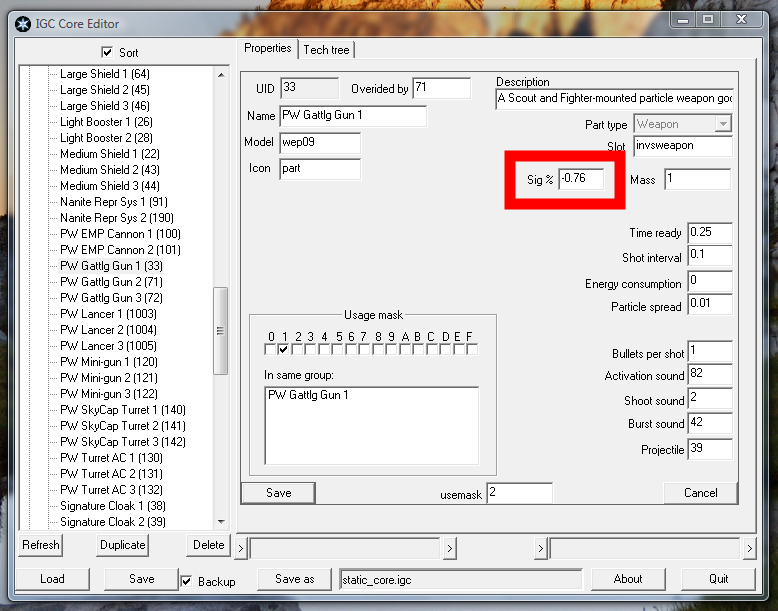 IGC Core Editor
Sort
Large Shield 1 (64)
Large Shield 2 (45)
Large Shield 3 (46)
Light Booster 1 (26)
Light Booster 2 (28)
Medium Shield 1 (22)
Medium Shield 2 (43)
Medium Shield 3 (44)
Nanite Repr Sys 1 (91)
Nanite Repr Sys 2 (190)
PW EMP Cannon 1 (100)
PW EMP Cannon 2 (101)
PW Gattlg Gun 1 (33)
PW Gattlg Gun 2 (71)
PW Gattlg Gun 3 (72)
PW Lancer 1 (1003)
PW Lancer 2 (1004)
PW Lancer 3 (1005)
PW Mini-gun 1 (120)
PW Mini-gun 2 (121)
PW Mini-gun 3 (122)
PW SkyCap Turret 1 (140)
PW SkyCap Turret 2 (141)
PW SkyCap Turret 3 (142)
PW Turret AC 1 (130)
PW Turret AC 2 (131)
PW Turret AC 3 (132)
Signature Cloak 1 (38)
Signature Cloak 2 (39)
Refresh Duplicate Delete
Properties Tech tree
UID 33 Overided by 71
Name PW Gattlg Gun 1
Model wep09
Icon part
Description
A Scout and Fighter-mounted particle weapon goo
Part type Weapon
Slot invsweapon
Sig % -0.76 Mass 1
Time ready 0.25
Shot interval 0.1
Energy consumption 0
Particle spread 0.01
Bullets per shot 1
Activation sound 82
Shoot sound 2
Burst sound 42
Projectile 39
Usage mask
0 1 2 3 4 5 6 7 8 9 A B C D E F
In same group:
PW Gattlg Gun 1
Save usemask 2 Cancel
> > > >
Load Save Backup Save as static_core.igc About Quit